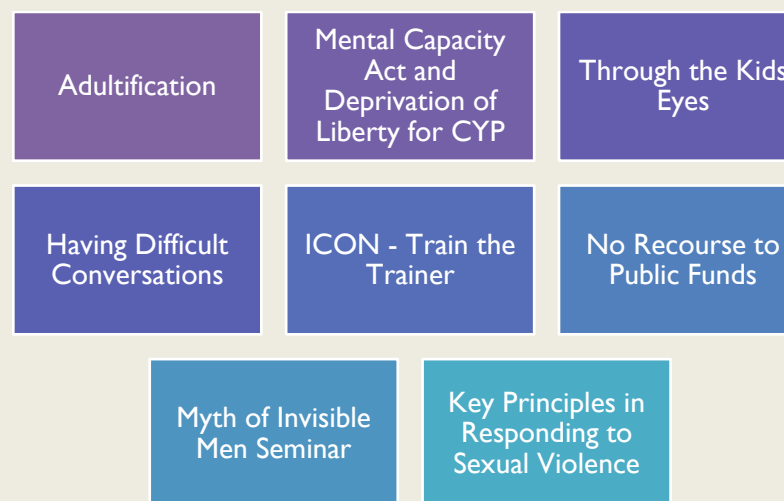 Adultification
Mental Capacity
Act and
Deprivation of
Liberty for CYP
Through the Kids
Eyes
Having Difficult
Conversations
ICON - Train the
Trainer
No Recourse to
Public Funds
Myth of Invisible
Men Seminar
Key Principles in
Responding to
Sexual Violence